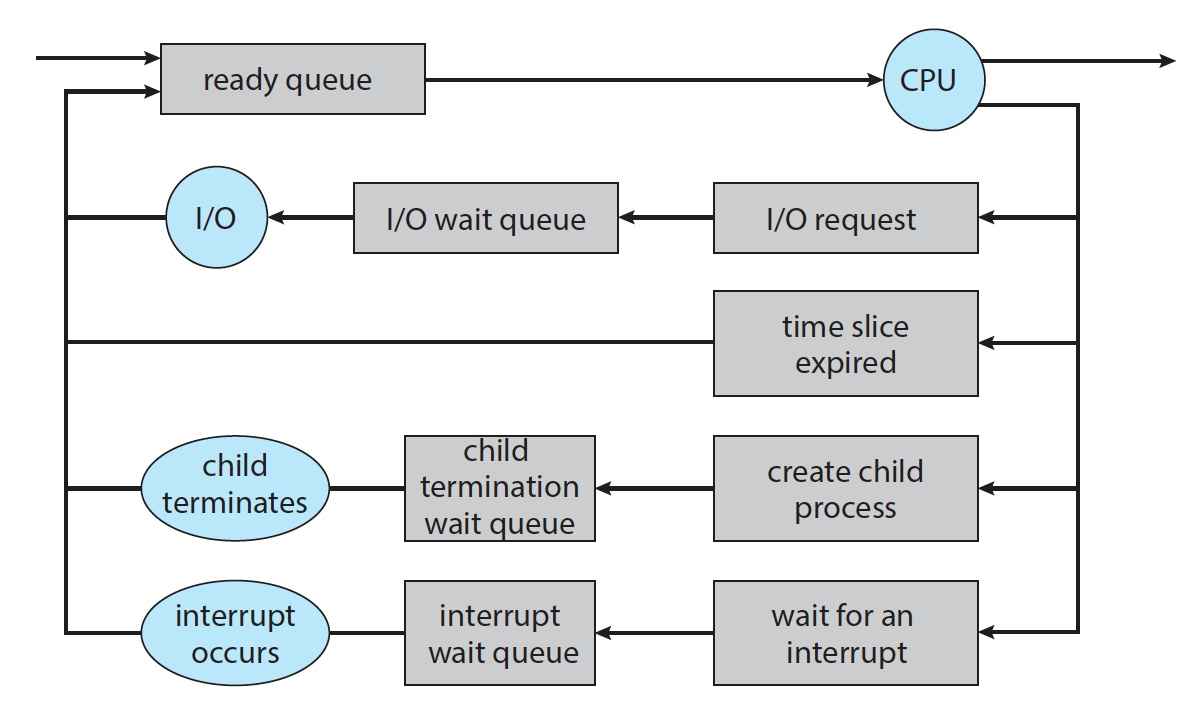 ready queue
CPU
I/O
I/O wait queue
I/O request
time slice
expired
child
terminates
child
termination
wait queue
create child
process
interrupt
occurs
interrupt
wait queue
wait for an
interrupt